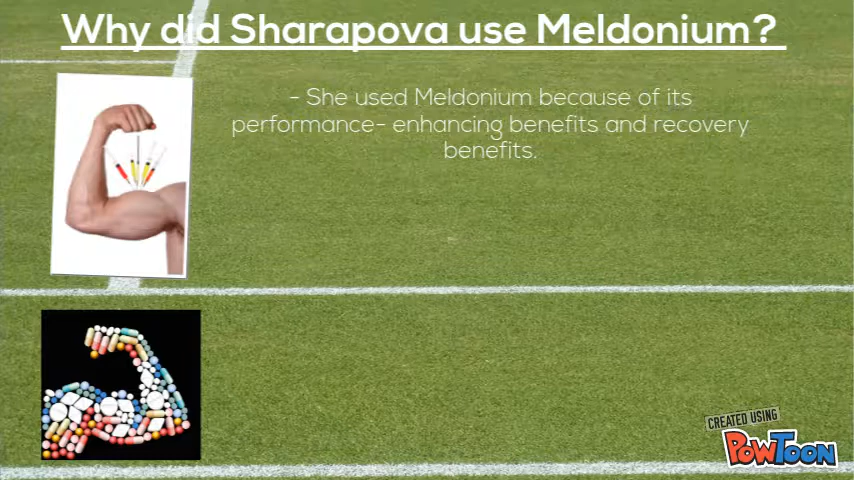 Why did Sharapova use Meldonium?
- She used Meldonium because of its
performance- enhancing benefits and recovery
benefits.
CREATED USING
POWTOON